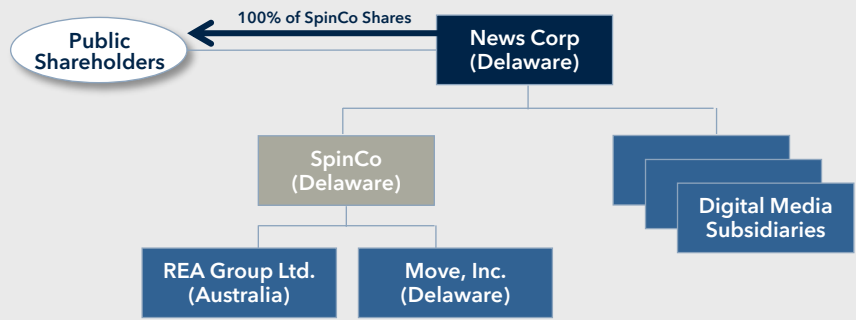 100% of SpinCo Shares
Public
Shareholders
News Corp
(Delaware)
SpinCo
(Delaware)
Digital Media
Subsidiaries
REA Group Ltd.
(Australia)
Move, Inc.
(Delaware)